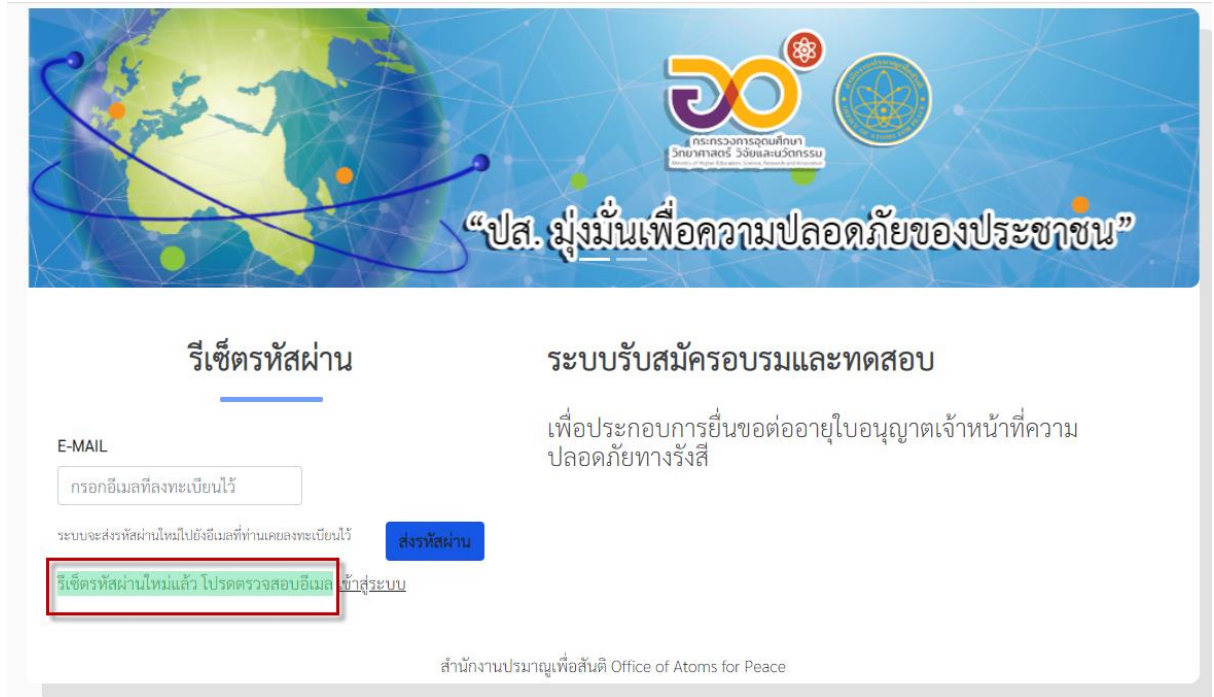 กระทรวงการอุดมศึกษา
วิทยาศาสตร์ วิจัยและนวัตกรรม
Ministry of Higher Education, Science, Research and Innovation
“ปส. มุ่งมั่นเพื่อความปลอดภัยของประชาชน”
รีเซ็ตรหัสผ่าน
E-MAIL
กรอกอีเมลที่ลงทะเบียนไว้
ระบบจะส่งรหัสผ่านใหม่ไปยังอีเมลที่ท่านเคยลงทะเบียนไว้
ส่งรหัสผ่าน
รีเซ็ตรหัสผ่านใหม่แล้ว โปรดตรวจสอบอีเมล เข้าสู่ระบบ
ระบบรับสมัครอบรมและทดสอบ
เพื่อประกอบการยื่นขอต่ออายุใบอนุญาตเจ้าหน้าที่ความ
ปลอดภัยทางรังสี
สำนักงานปรมาณูเพื่อสันติ Office of Atoms for Peace